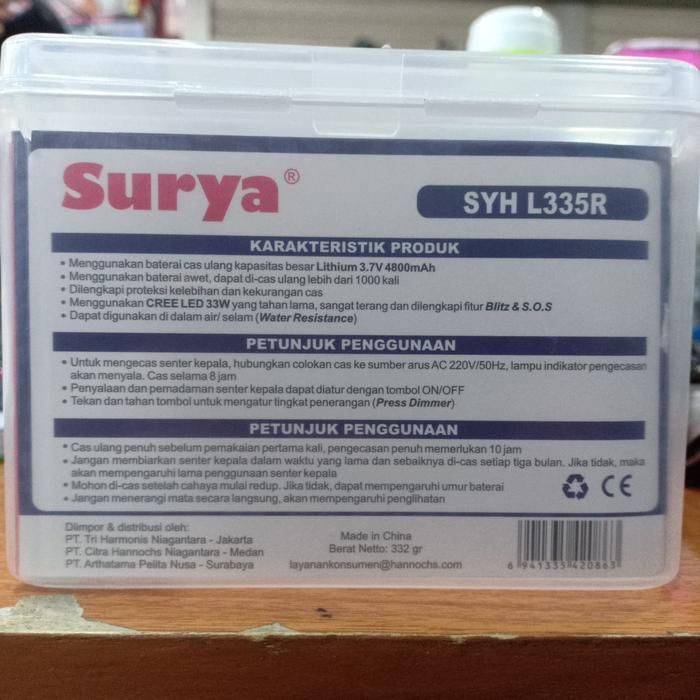 Surya®
SYH L335R
KARAKTERISTIK PRODUK
• Menggunakan baterai cas ulang kapasitas besar Lithium 3.7V 4800mAh
• Menggunakan baterai awet, dapat di-cas ulang lebih dari 1000 kali
• Dilengkapi proteksi kelebihan dan kekurangan cas
• Menggunakan CREE LED 33W yang tahan lama, sangat terang dan dilengkapi fitur Blitz & S.O.S
• Dapat digunakan di dalam air/ selam (Water Resistance)
PETUNJUK PENGGUNAAN
• Untuk mengecas senter kepala, hubungkan colokan cas ke sumber arus AC 220V/50Hz, lampu indikator pengecasan
akan menyala. Cas selama 8 jam
• Penyalaan dan pemadaman senter kepala dapat diatur dengan tombol ON/OFF
• Tekan dan tahan tombol untuk mengatur tingkat penerangan (Press Dimmer)
PETUNJUK PENGGUNAAN
• Cas ulang penuh sebelum pemakaian pertama kali, pengecasan penuh memerlukan 10 jam
• Jangan membiarkan senter kepala dalam waktu yang lama dan sebaiknya di-cas setiap tiga bulan. Jika tidak, maka
akan mempengaruhi lama penggunaan senter kepala
• Mohon di-cas setelah cahaya mulai redup. Jika tidak, dapat mempengaruhi umur baterai
• Jangan menerangi mata secara langsung, akan mempengaruhi penglihatan
CE
Diimpor & distribusi oleh:
PT. Tri Harmonis Niagantara - Jakarta
PT. Citra Hannochs Niagantara - Medan
PT. Arthatama Pelita Nusa - Surabaya
Made in China
Berat Netto: 332 gr
layanankonsumen@hannochs.com
6 941335 420863